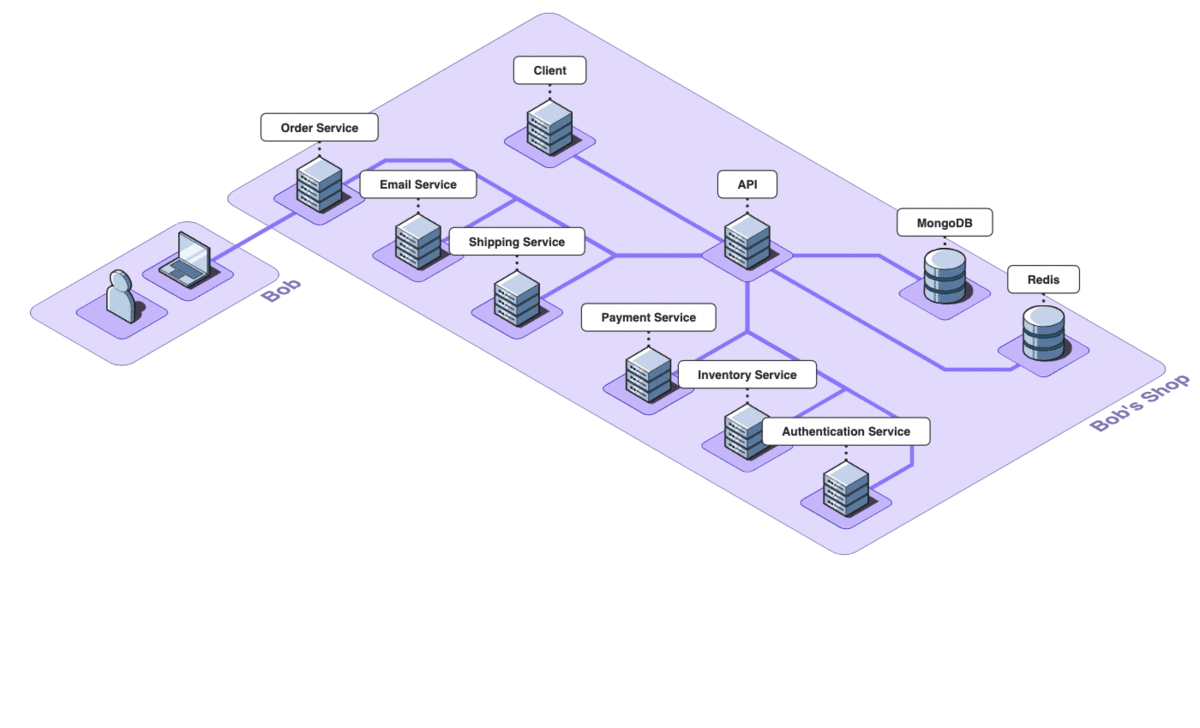 Client
Order Service
Email Service
API
MongoDB
Shipping Service
Redis
Bob
Payment Service
Inventory Service
Bob's Shop
Authentication Service